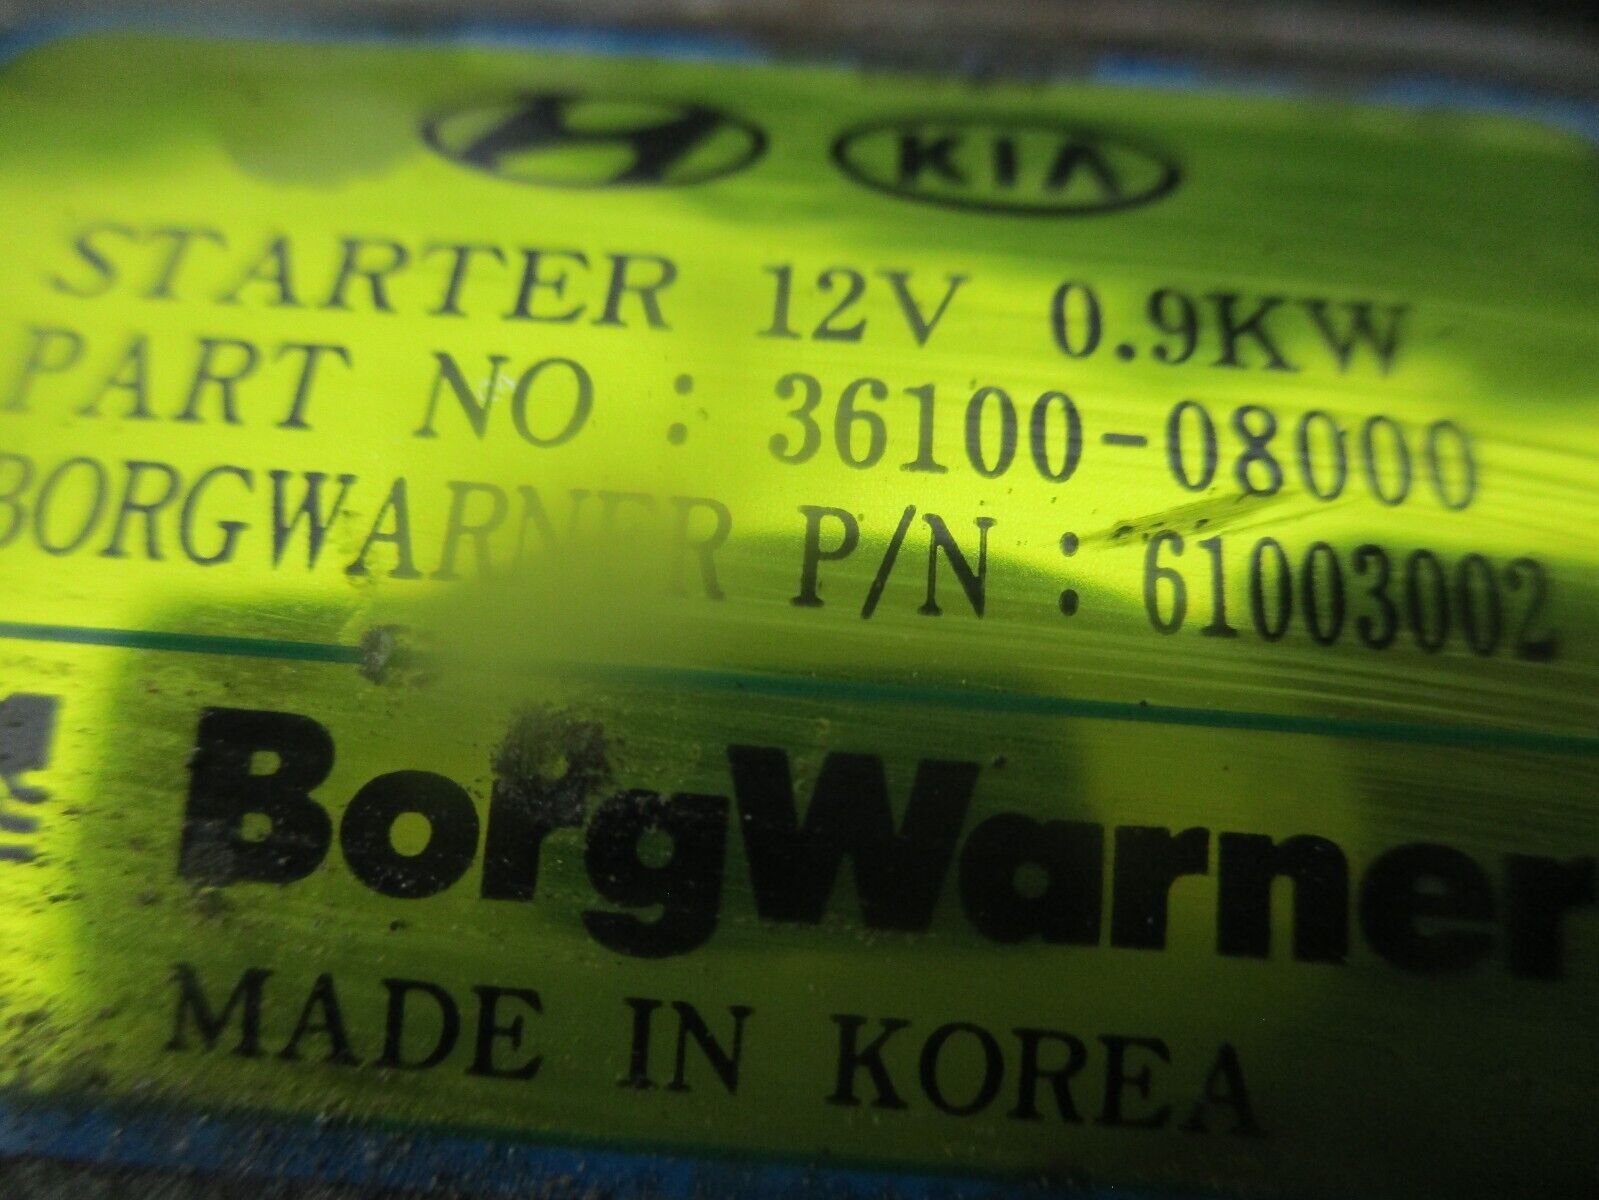 KIA
STARTER 12V 0.9KW
PART NO : 36100-08000
BORGWARNER P/N : 61003002
BorgWarner
MADE IN KOREA